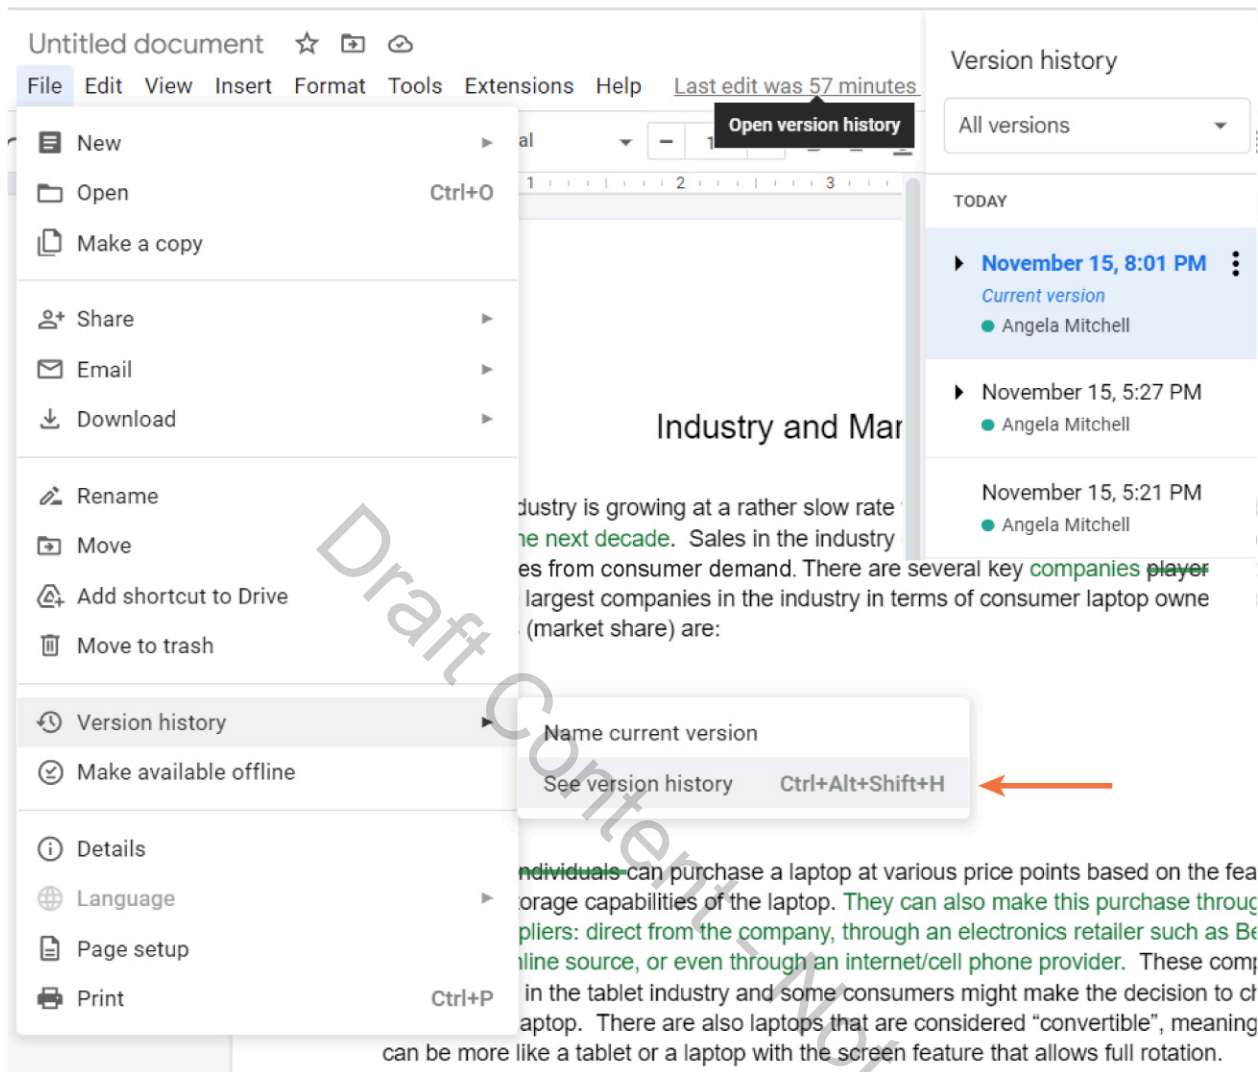 Untitled document
File Edit View Insert Format Tools Extensions Help Last edit was 57 minutes
Open version history
New
Open Ctrl+O
Make a copy
Share
Email
Download
Rename
Move
Add shortcut to Drive
Move to trash
Version history
Make available offline
Details
Language
Page setup
Print Ctrl+P
Name current version
See version history Ctrl+Alt+Shift+H
al
1 2 3
Industry and Mar
dustry is growing at a rather slow rate
he next decade. Sales in the industry
es from consumer demand. There are several key companies player
largest companies in the industry in terms of consumer laptop owne
(market share) are:
ndividuals can purchase a laptop at various price points based on the fea
orage capabilities of the laptop. They can also make this purchase throug
pliers: direct from the company, through an electronics retailer such as Be
nline source, or even through an internet/cell phone provider. These comp
in the tablet industry and some consumers might make the decision to ch
aptop. There are also laptops that are considered “convertible”, meaning
can be more like a tablet or a laptop with the screen feature that allows full rotation.
Version history
All versions
TODAY
November 15, 8:01 PM
Current version
Angela Mitchell
November 15, 5:27 PM
Angela Mitchell
November 15, 5:21 PM
Angela Mitchell
Draft Content - Not